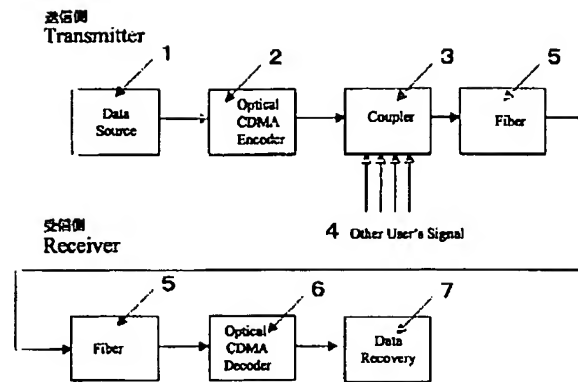 送信側
Transmitter
1
2
3
5
Data
Source
Optical
CDMA
Encoder
Coupler
Fiber
4 Other User's Signal
受信側
Receiver
5
6
7
Fiber
Optical
CDMA
Decoder
Data
Recovery